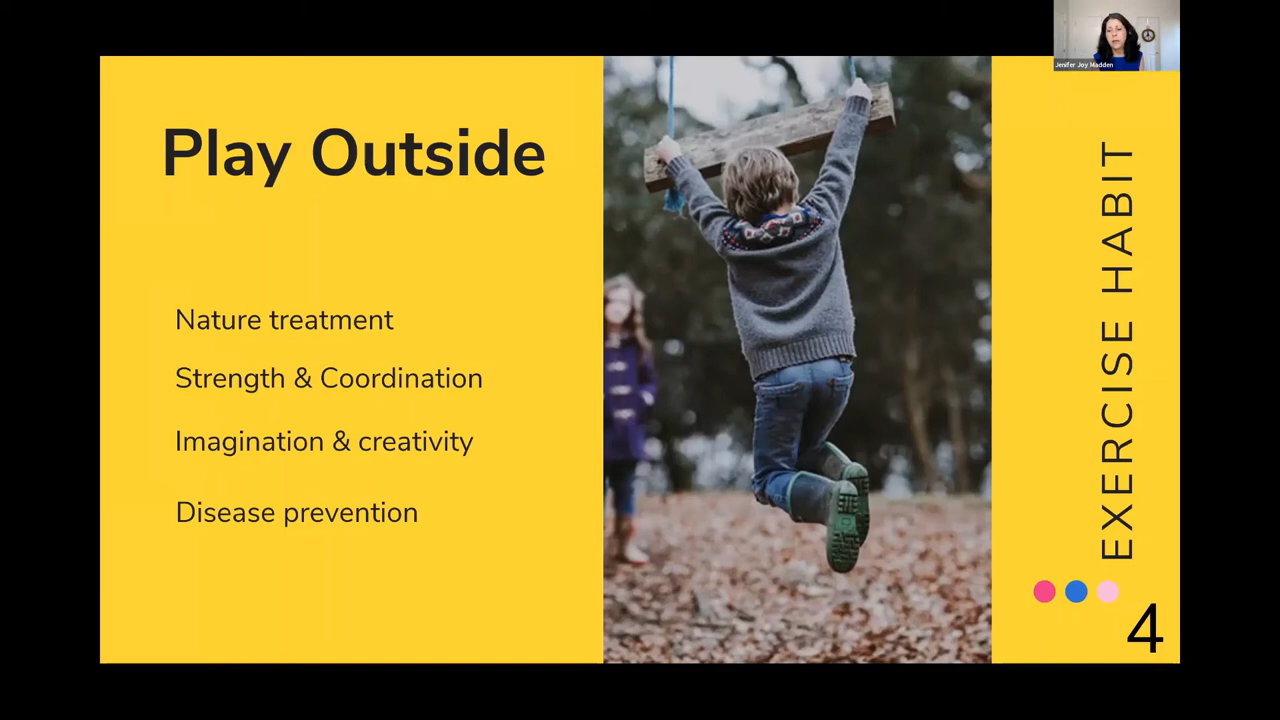 Jenifer Joy Madden
Play Outside
Nature treatment
Strength & Coordination
Imagination & creativity
Disease prevention
EXERCISE HABIT
4